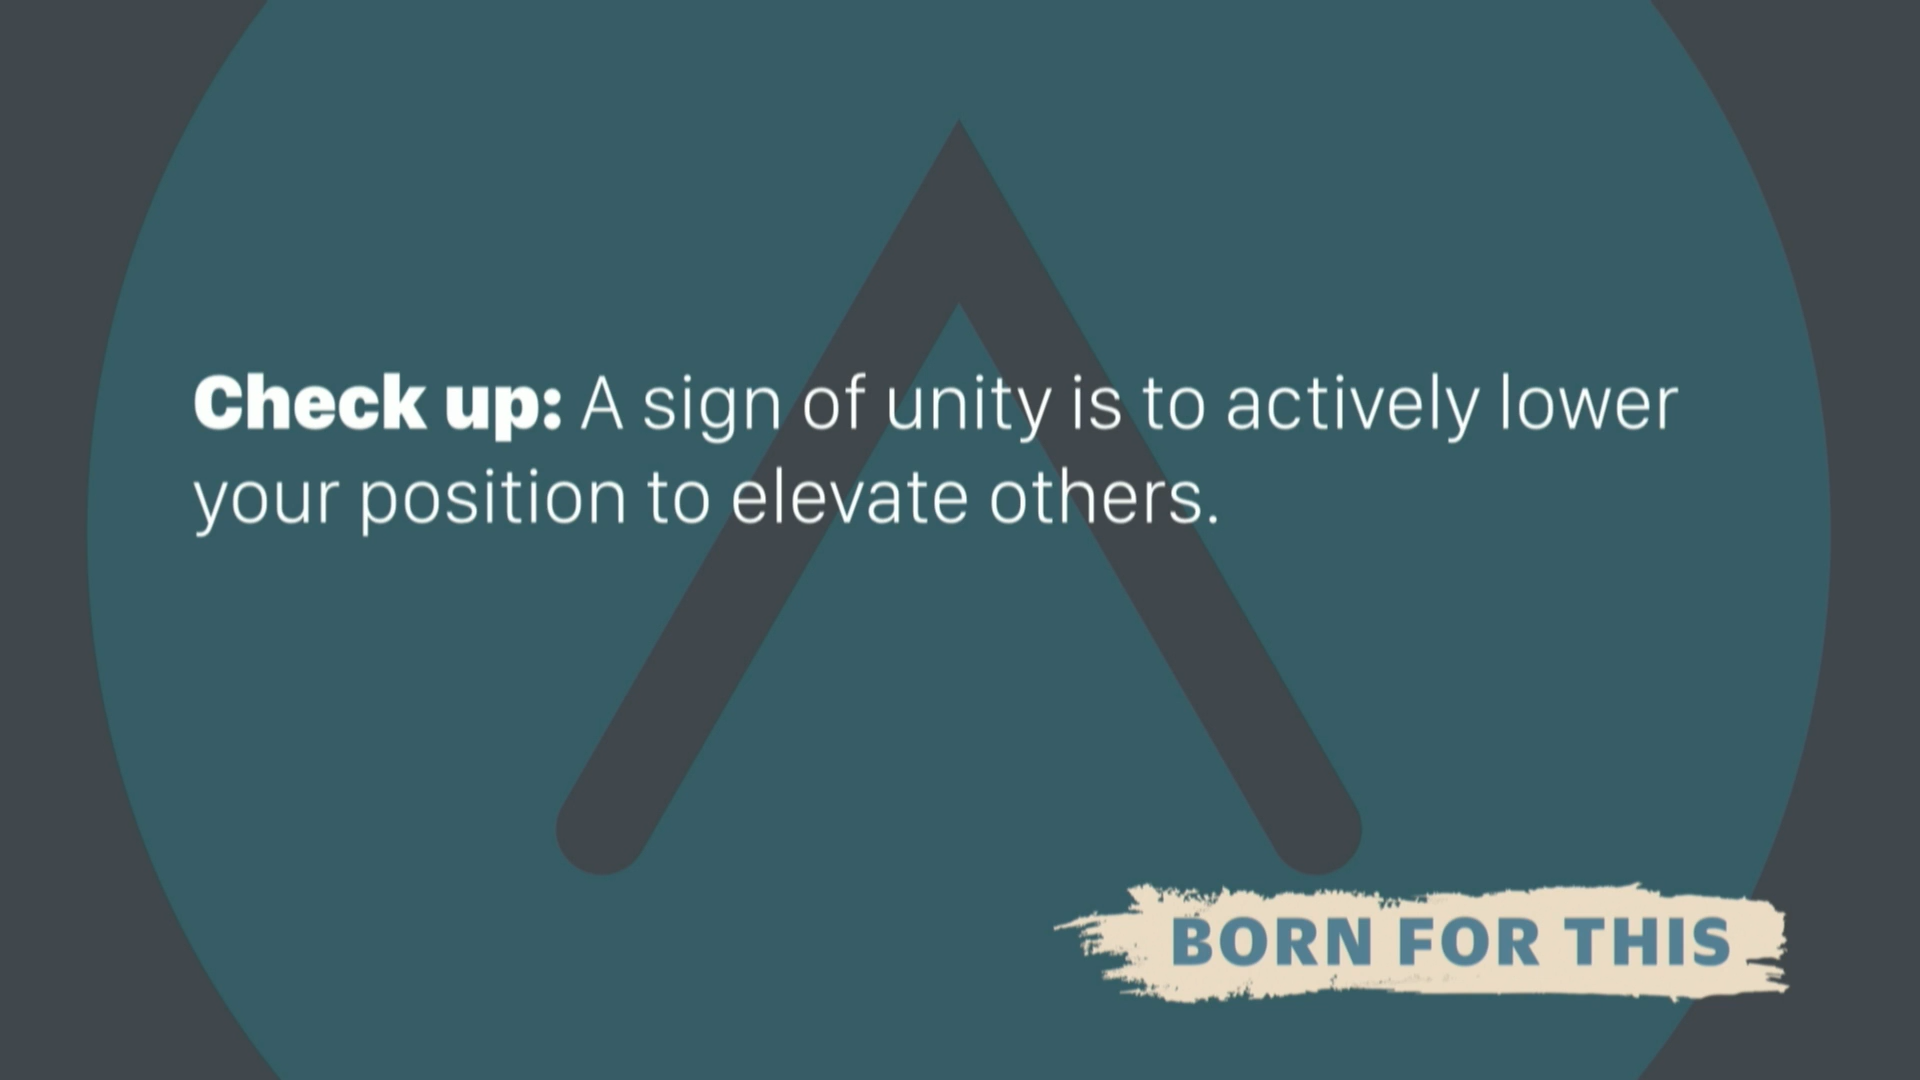 Check up: A sign of unity is to actively lower
your position to elevate others.
BORN FOR THIS